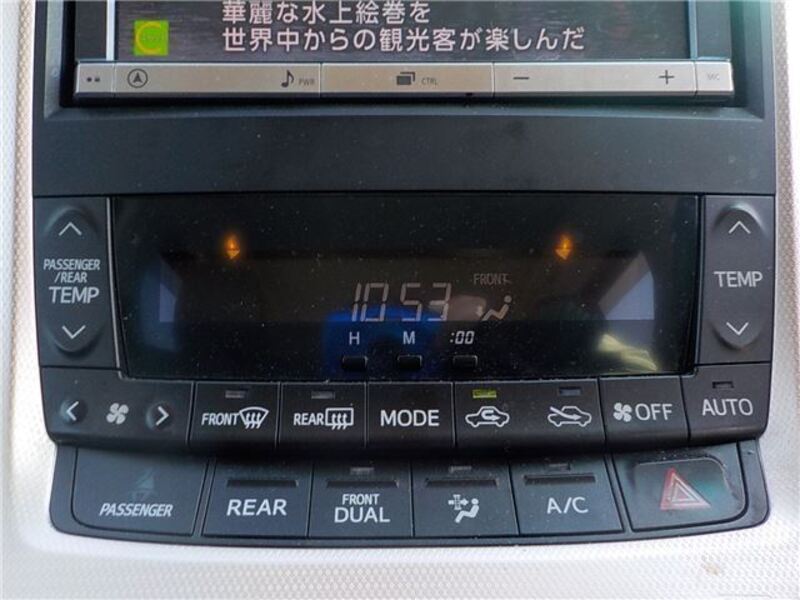 華麗な水上絵巻を
世界中からの観光客が楽しんだ
PWR CTRL − + MIC
PASSENGER
/REAR
TEMP
TEMP
FRONT
10 53
H M :00
FRONT REAR MODE OFF AUTO
PASSENGER REAR FRONT
DUAL A/C